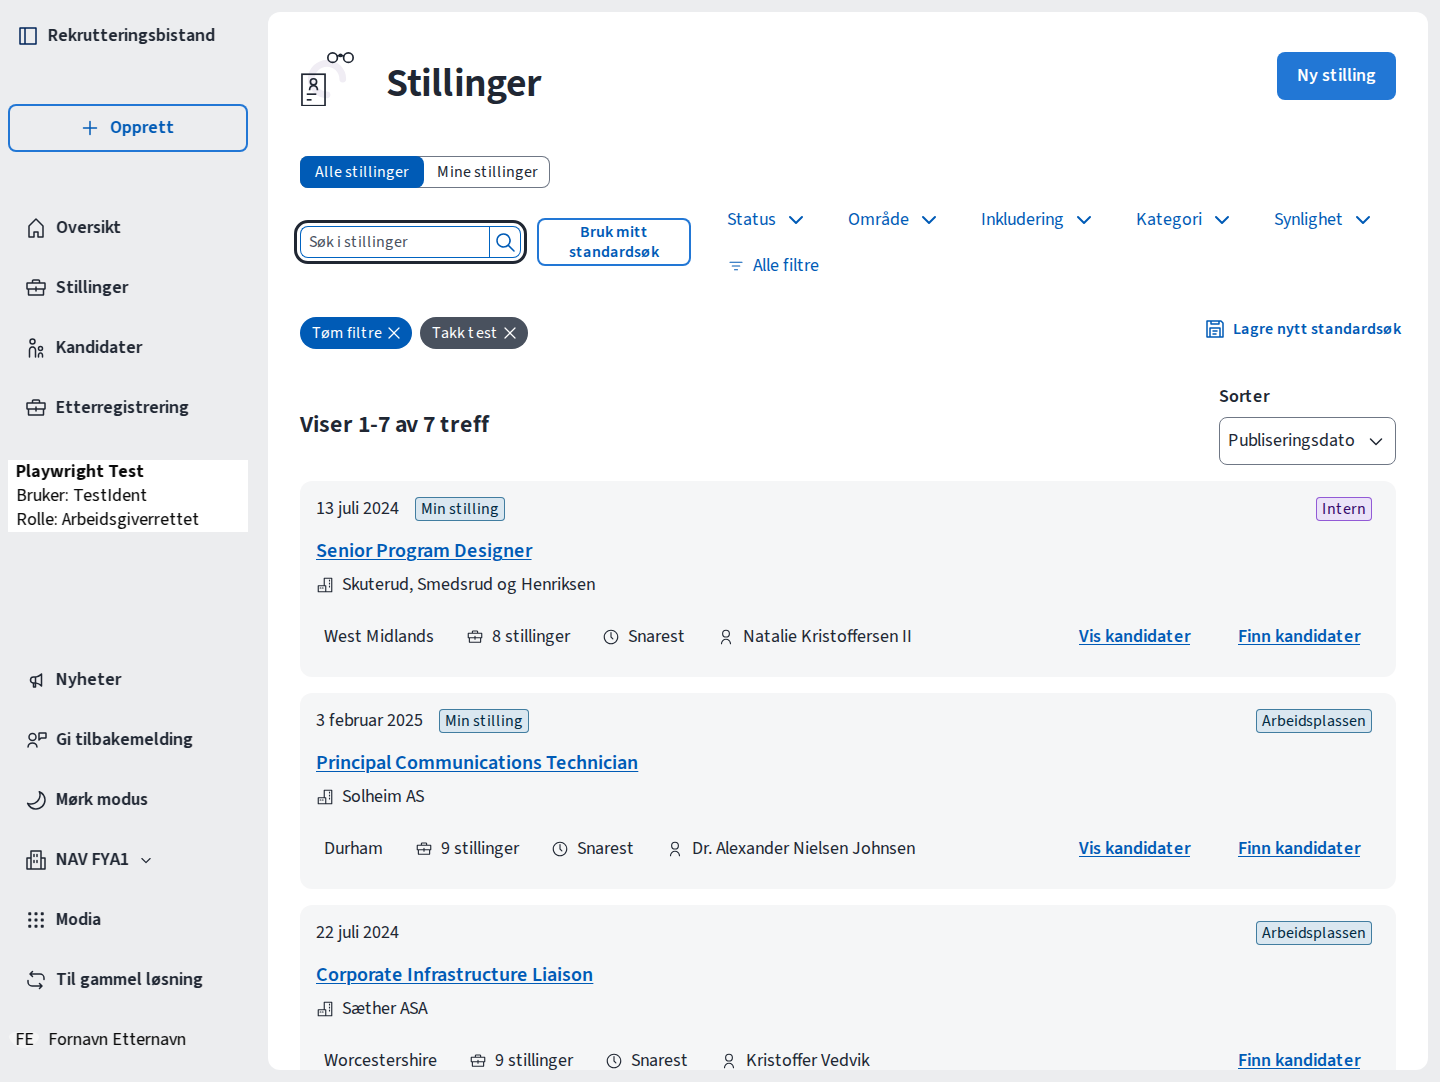 Rekrutteringsbistand
Opprett
Oversikt
Stillinger
Kandidater
Etterregistrering
Playwright Test
Bruker: TestIdent
Rolle: Arbeidsgiverrettet
Nyheter
Gi tilbakemelding
Mørk modus
NAV FYA1
Modia
Til gammel løsning
FE Fornavn Etternavn
Stillinger
Ny stilling
Alle stillinger Mine stillinger
Søk i stillinger
Bruk mitt
standardsøk
Status Område Inkludering Kategori Synlighet
Alle filtre
Tøm filtre Takk test
Lagre nytt standardsøk
Viser 1-7 av 7 treff
Sorter
Publiseringsdato
13 juli 2024 Min stilling Intern
Senior Program Designer
Skuterud, Smedsrud og Henriksen
West Midlands 8 stillinger Snarest Natalie Kristoffersen II Vis kandidater Finn kandidater
3 februar 2025 Min stilling Arbeidsplassen
Principal Communications Technician
Solheim AS
Durham 9 stillinger Snarest Dr. Alexander Nielsen Johnsen Vis kandidater Finn kandidater
22 juli 2024 Arbeidsplassen
Corporate Infrastructure Liaison
Sæther ASA
Worcestershire 9 stillinger Snarest Kristoffer Vedvik Finn kandidater